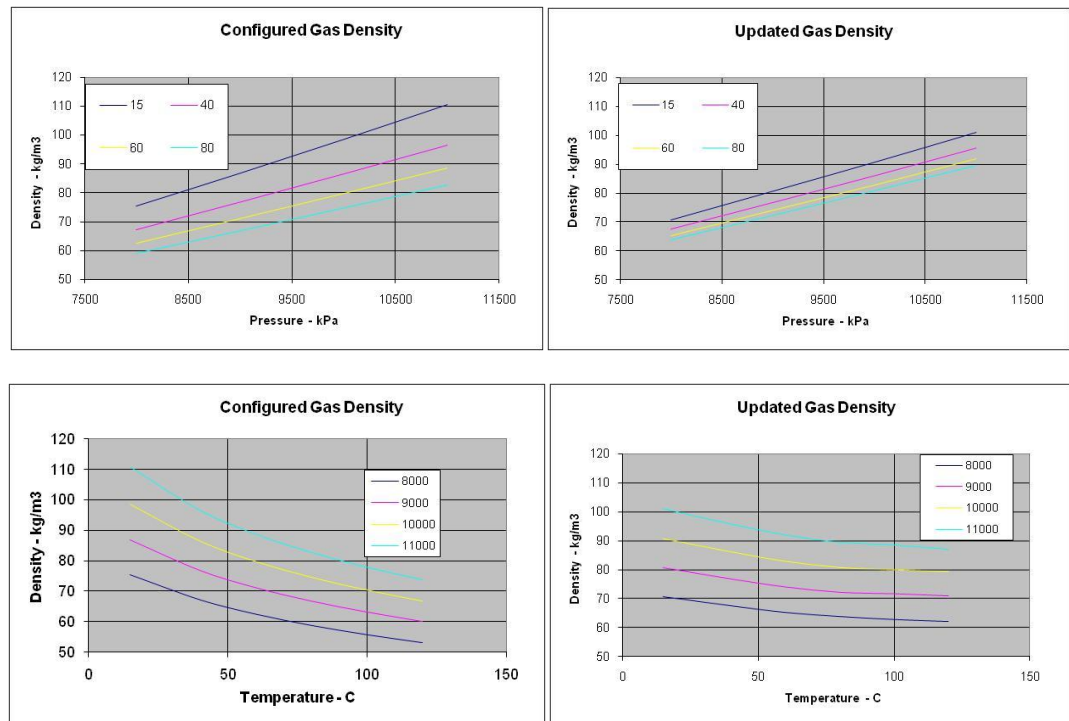 Configured Gas Density
120
110
100
90
80
70
60
50
Density - kg/m3
15 40
60 80
7500 8500 9500 10500 11500
Pressure - kPa
Updated Gas Density
120
110
100
90
80
70
60
50
Density - kg/m3
15 40
60 80
7500 8500 9500 10500 11500
Pressure - kPa
Configured Gas Density
120
110
100
90
80
70
60
50
Density - kg/m3
8000
9000
10000
11000
0 50 100 150
Temperature - C
Updated Gas Density
120
110
100
90
80
70
60
50
Density - kg/m3
8000
9000
10000
11000
0 50 100 150
Temperature - C